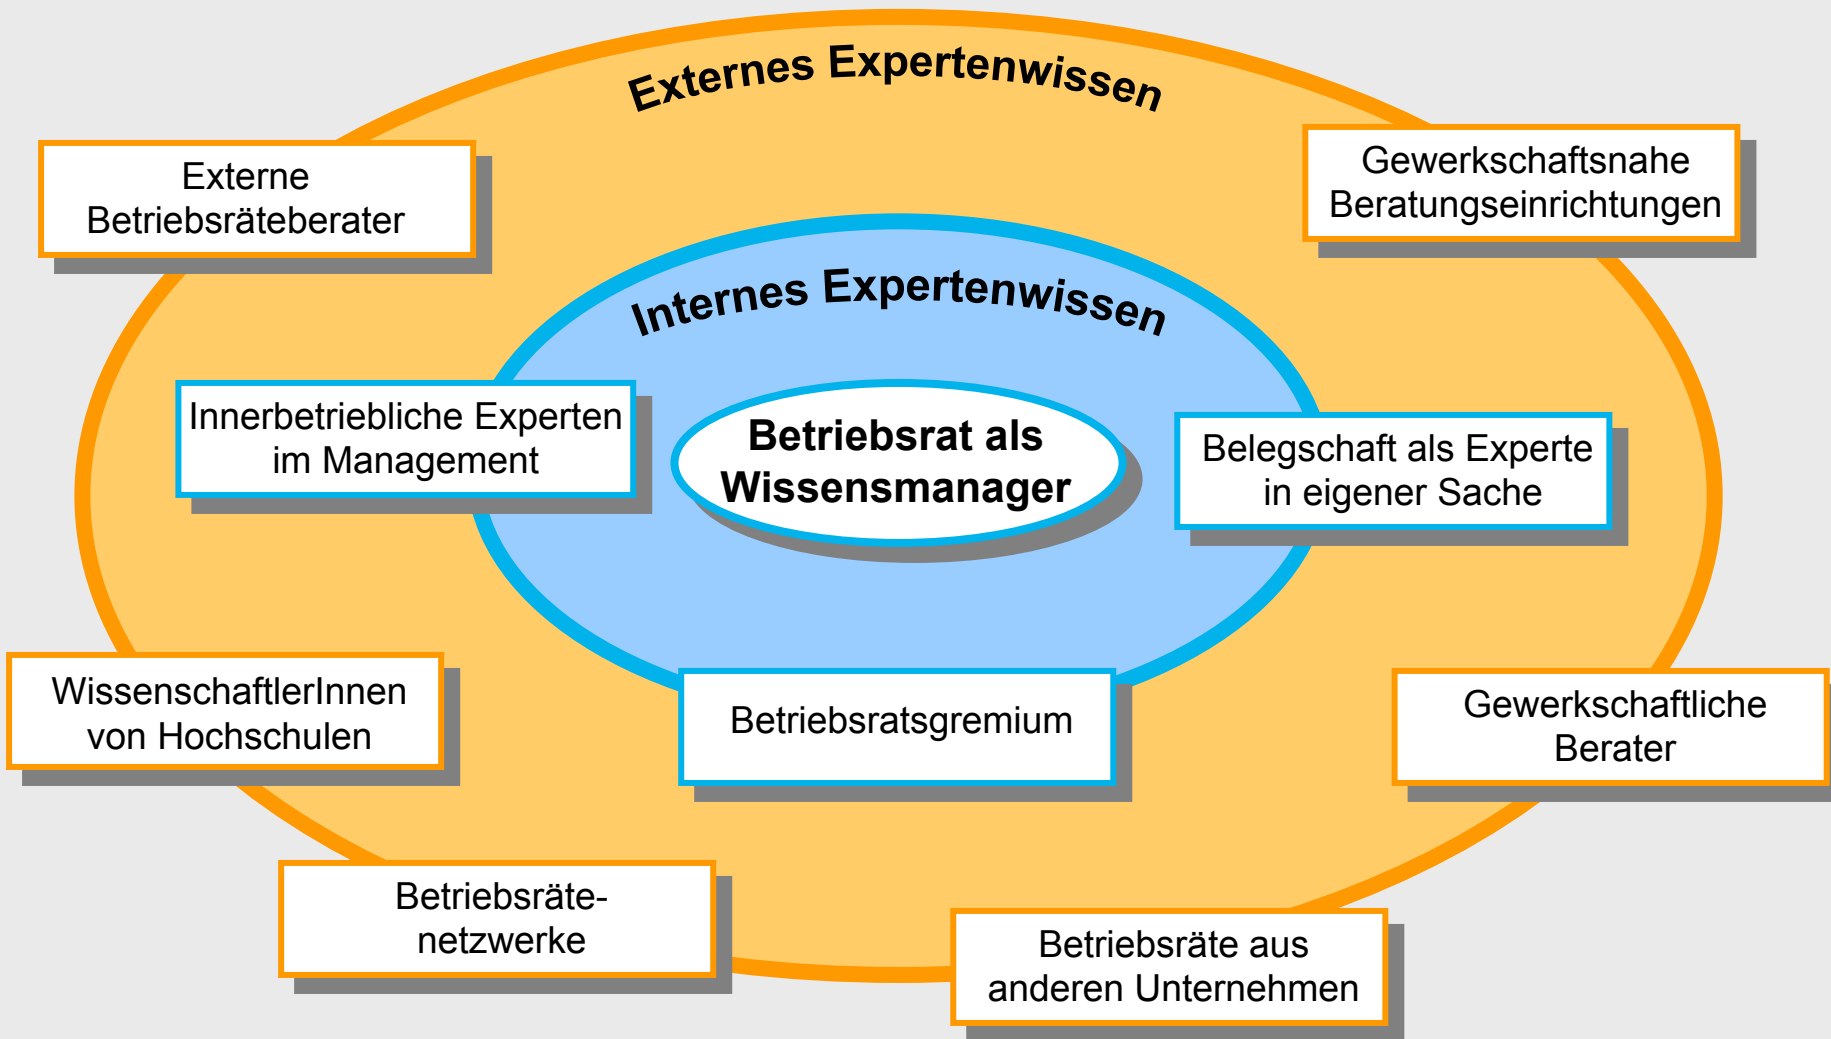 Externes Expertenwissen
Externe
Betriebsräteberater
Gewerkschaftsnahe
Beratungseinrichtungen
Internes Expertenwissen
Innerbetriebliche Experten
im Management
Betriebsrat als
Wissensmanager
Belegschaft als Experte
in eigener Sache
WissenschaftlerInnen
von Hochschulen
Betriebsratsgremium
Gewerkschaftliche
Berater
Betriebsräte-
netzwerke
Betriebsräte aus
anderen Unternehmen